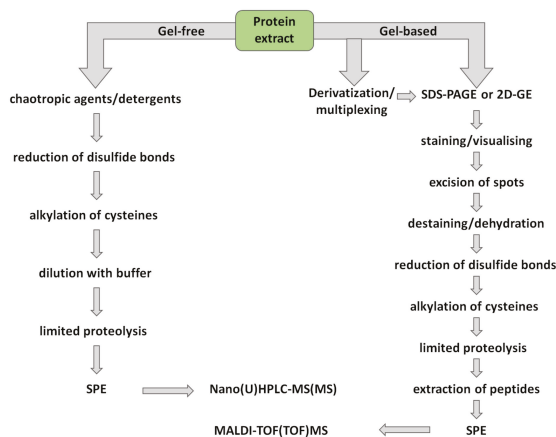 Protein
extract
Gel-free
Gel-based
chaotropic agents/detergents
reduction of disulfide bonds
alkylation of cysteines
dilution with buffer
limited proteolysis
SPE
Nano(U)HPLC-MS(MS)
Derivatization/
multiplexing
SDS-PAGE or 2D-GE
staining/visualising
excision of spots
destaining/dehydration
reduction of disulfide bonds
alkylation of cysteines
limited proteolysis
extraction of peptides
SPE
MALDI-TOF(TOF)MS